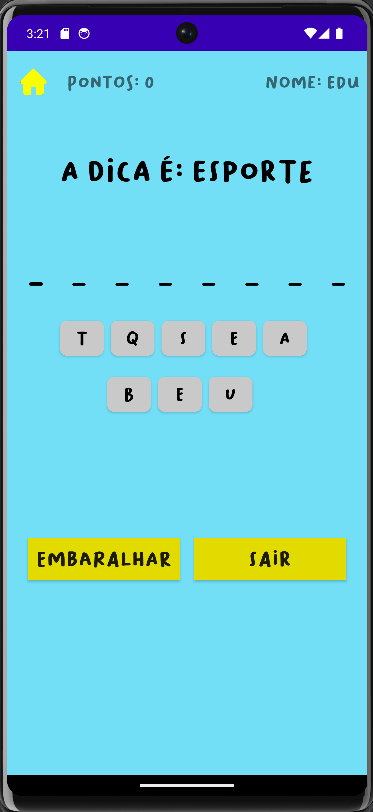 3:21
PONTOS: 0 NOME: EDU
A DICA É: ESPORTE
T Q S E A
B E U
EMBARALHAR SAIR